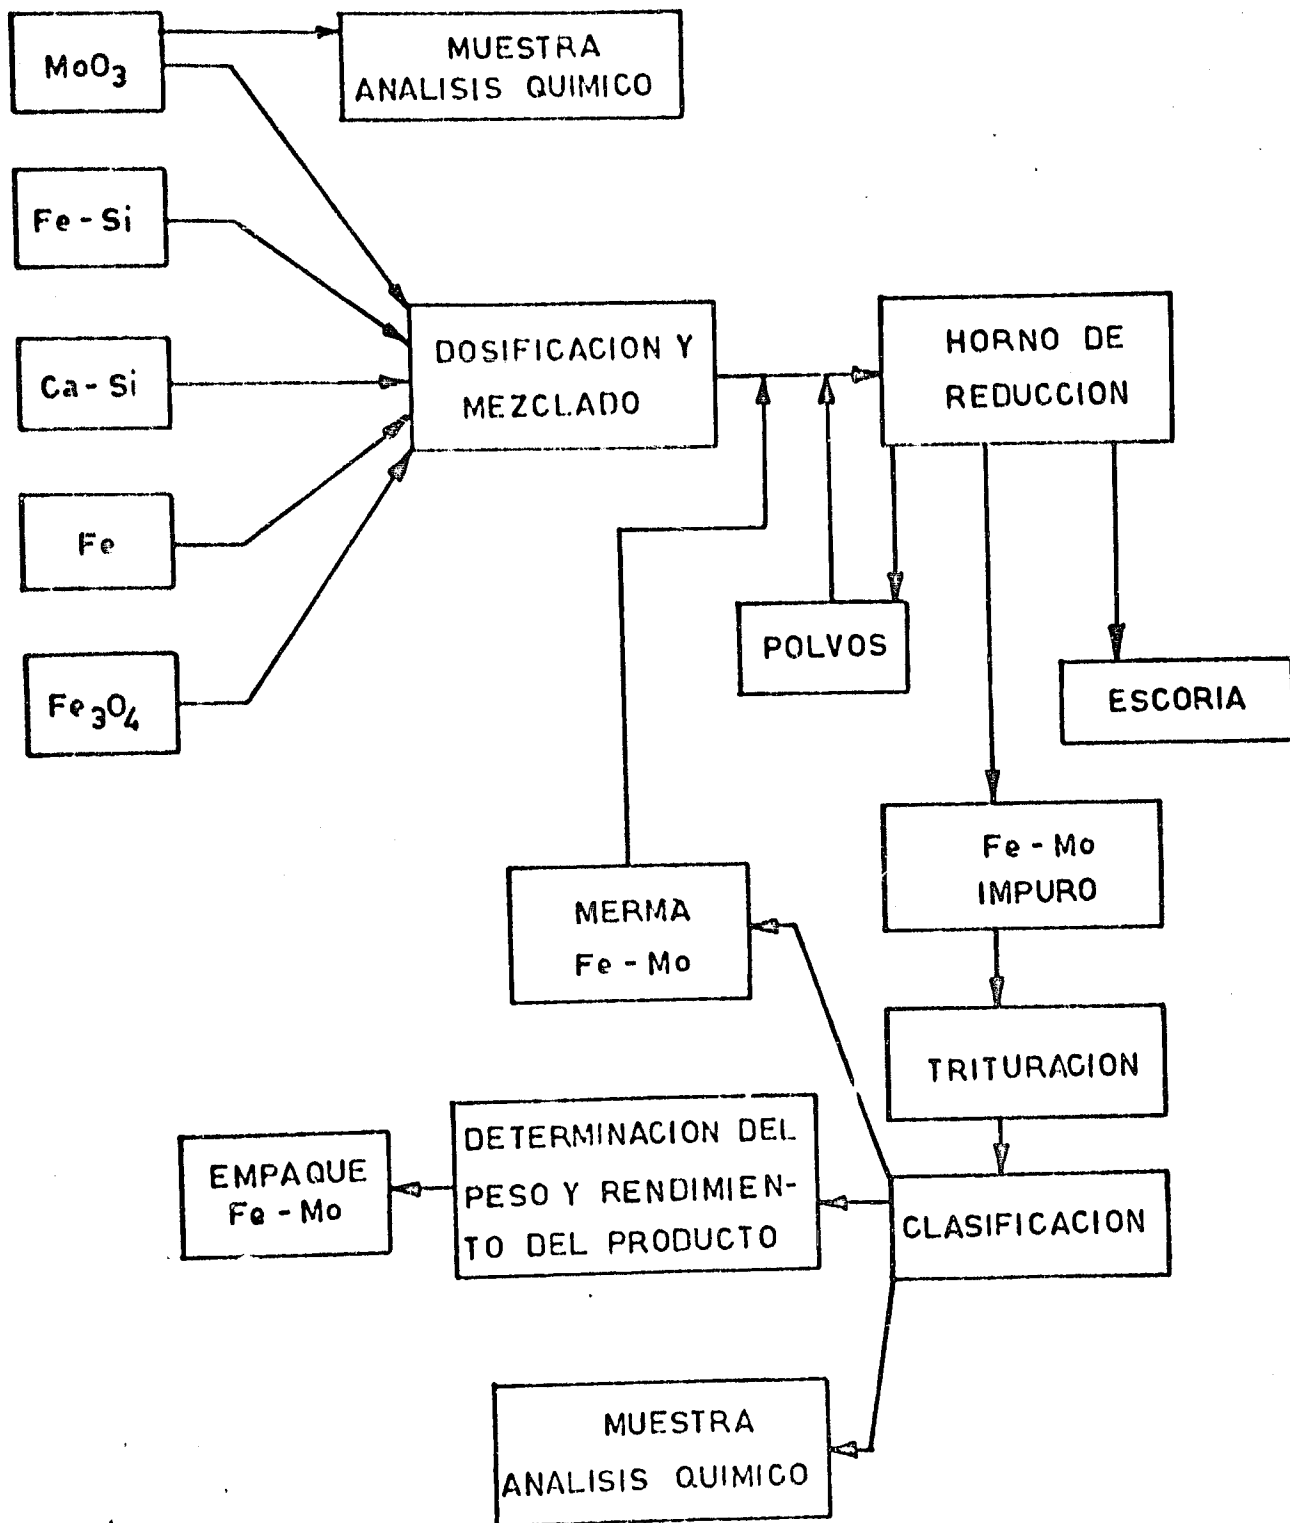 MoO₃
MUESTRA
ANALISIS QUIMICO
Fe-Si
Ca-Si
Fe
Fe₃O₄
DOSIFICACION Y
MEZCLADO
HORNO DE
REDUCCION
POLVOS
ESCORIA
Fe-Mo
IMPURO
MERMA
Fe-Mo
TRITURACION
CLASIFICACION
DETERMINACION DEL
PESO Y RENDIMIEN-
TO DEL PRODUCTO
EMPAQUE
Fe-Mo
MUESTRA
ANALISIS QUIMICO